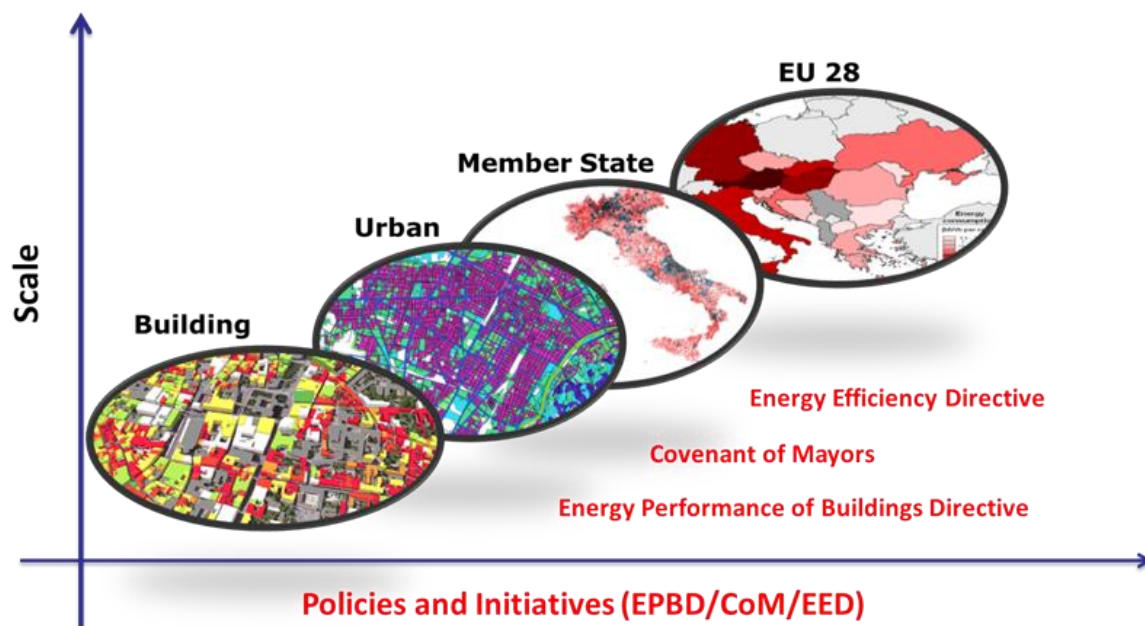 EU 28
Member State
Urban
Building
Scale
Energy
Energy Efficiency Directive
Covenant of Mayors
Energy Performance of Buildings Directive
Policies and Initiatives (EPBD/CoM/EED)